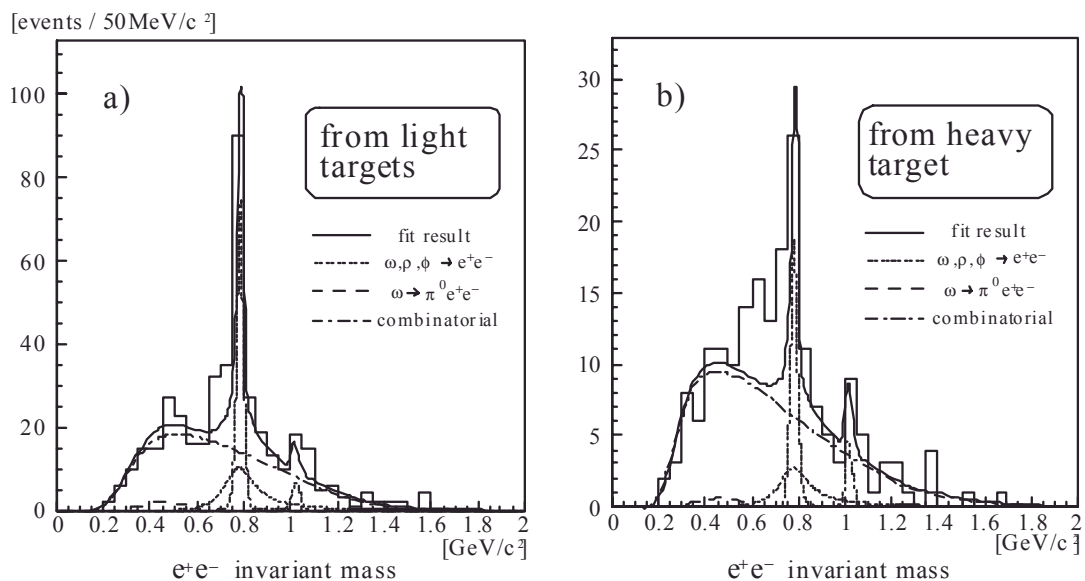 [events / 50MeV/c²]
a)
from light
targets
fit result
ω,ρ,ϕ → e⁺e⁻
ω → π⁰e⁺e⁻
combinatorial
100
80
60
40
20
0
0 0.2 0.4 0.6 0.8 1 1.2 1.4 1.6 1.8 2
[GeV/c²]
e⁺e⁻ invariant mass
b)
from heavy
target
fit result
ω,ρ,ϕ → e⁺e⁻
ω → π⁰e⁺e⁻
combinatorial
30
25
20
15
10
5
0
0 0.2 0.4 0.6 0.8 1 1.2 1.4 1.6 1.8 2
[GeV/c²]
e⁺e⁻ invariant mass